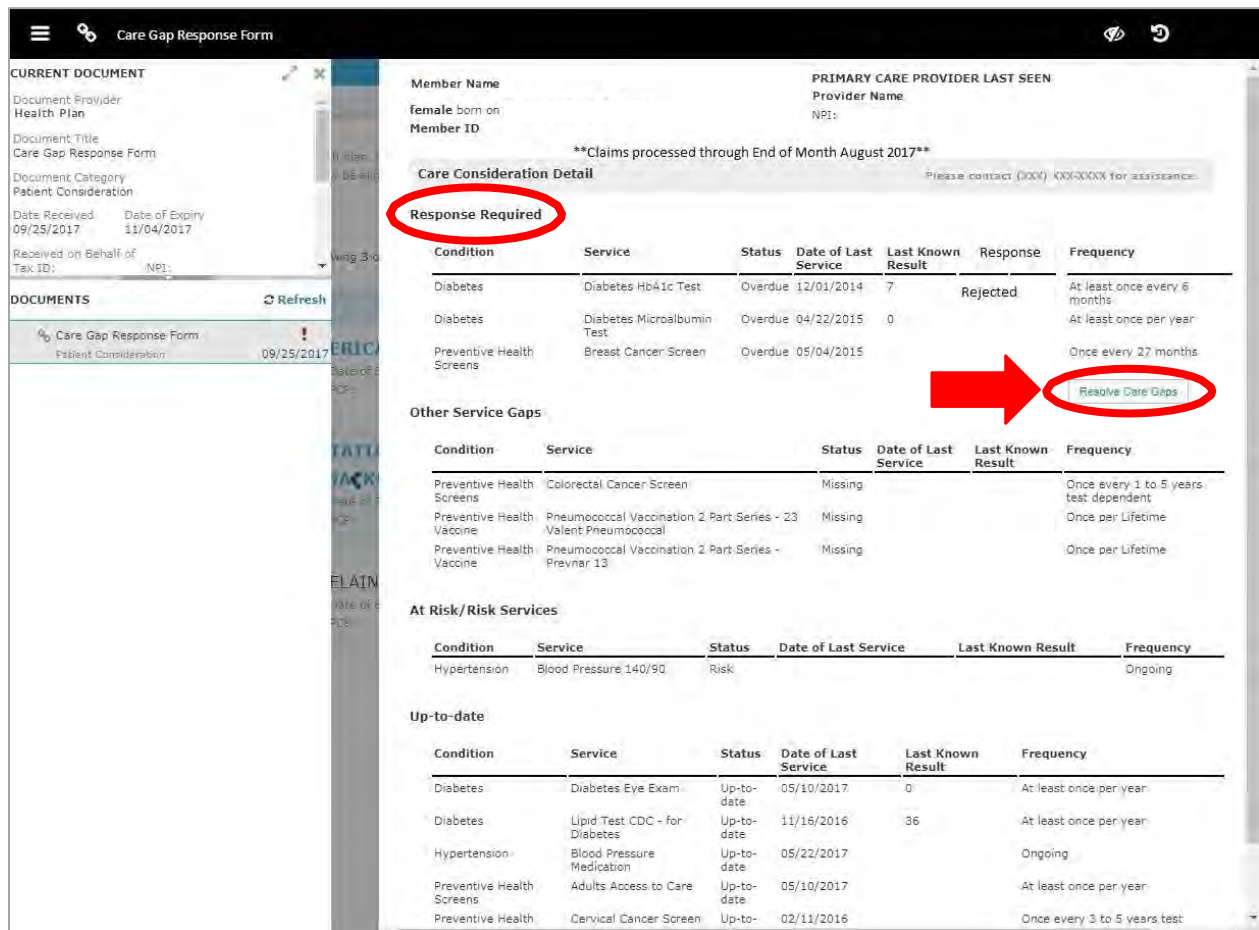 Care Gap Response Form
CURRENT DOCUMENT
Document Provider
Health Plan
Document Title
Care Gap Response Form
Document Category
Patient Consideration
Date Received Date of Expiry
09/25/2017 11/04/2017
Received on Behalf of
Tax ID: NPI:
DOCUMENTS Refresh
Care Gap Response Form !
Patient Consideration 09/25/2017
Member Name
female born on
Member ID
PRIMARY CARE PROVIDER LAST SEEN
Provider Name
NPI:
**Claims processed through End of Month August 2017**
Care Consideration Detail Please contact (XXX) XXX-XXXX for assistance.
Response Required
Condition Service Status Date of Last Last Known Response Frequency
Service Result
Diabetes Diabetes HbA1c Test Overdue 12/01/2014 7 Rejected At least once every 6
months
Diabetes Diabetes Microalbumin Overdue 04/22/2015 0 At least once per year
Test
Preventive Health Breast Cancer Screen Overdue 05/04/2015 Once every 27 months
Screens
Resolve Care Gaps
Other Service Gaps
Condition Service Status Date of Last Last Known Frequency
Service Result
Preventive Health Colorectal Cancer Screen Missing Once every 1 to 5 years
Screens test dependent
Preventive Health Pneumococcal Vaccination 2 Part Series - 23 Missing Once per Lifetime
Vaccine Valent Pneumococcal
Preventive Health Pneumococcal Vaccination 2 Part Series - Missing Once per Lifetime
Vaccine Prevnar 13
At Risk/Risk Services
Condition Service Status Date of Last Service Last Known Result Frequency
Hypertension Blood Pressure 140/90 Risk Ongoing
Up-to-date
Condition Service Status Date of Last Last Known Frequency
Service Result
Diabetes Diabetes Eye Exam Up-to- 05/10/2017 0 At least once per year
date
Diabetes Lipid Test CDC - for Up-to- 11/16/2016 36 At least once per year
Diabetes date
Hypertension Blood Pressure Up-to- 05/22/2017 Ongoing
Medication date
Preventive Health Adults Access to Care Up-to- 05/10/2017 At least once per year
Screens date
Preventive Health Cervical Cancer Screen Up-to- 02/11/2016 Once every 3 to 5 years test